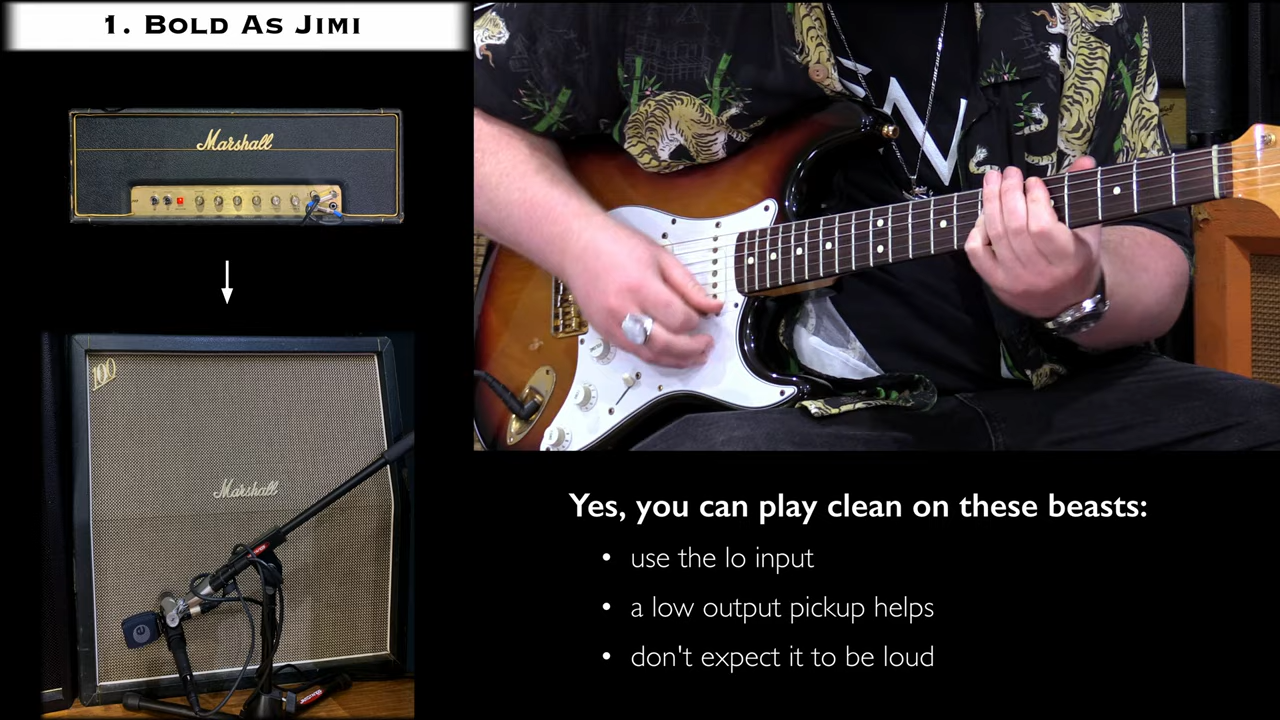 1. Bold As Jimi
Marshall
100
Marshall
Yes, you can play clean on these beasts:
• use the lo input
• a low output pickup helps
• don't expect it to be loud